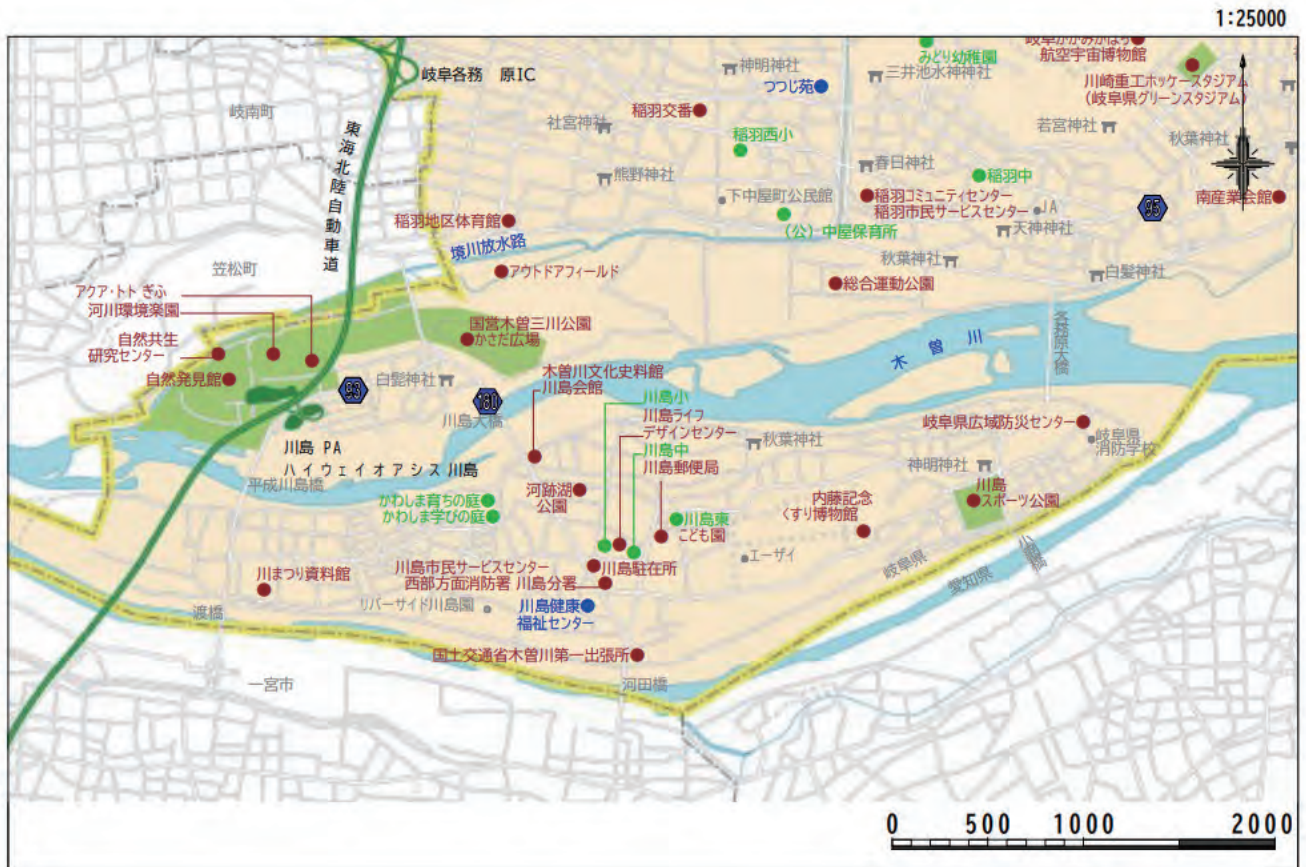 1:25000
岐阜かかみがはら
航空宇宙博物館
みどり幼稚園
神明神社
三井池水神神社
川崎重工ホッケースタジアム
(岐阜県グリーンスタジアム)
岐阜各務 原IC
つつじ苑
岐南町
稲羽交番
社宮神社
若宮神社
秋葉神社
東海北陸自動車道
稲羽西小
春日神社
稲羽中
熊野神社
下中屋町公民館
稲羽コミュニティセンター
稲羽市民サービスセンター
JA
95
南産業会館
稲羽地区体育館
(公)中屋保育所
天神神社
境川放水路
笠松町
アウトドアフィールド
秋葉神社
白髪神社
総合運動公園
アクア・トト ぎふ
河川環境楽園
自然共生
研究センター
自然発見館
国営木曽三川公園
かさだ広場
木曽川
各務原大橋
93
白髭神社
180
木曽川文化史料館
川島会館
川島小
川島ライフ
デザインセンター
川島大橋
川島中
川島郵便局
秋葉神社
岐阜県広域防災センター
岐阜県
消防学校
川島 PA
ハイウェイオアシス 川島
平成川島橋
神明神社
川島
スポーツ公園
かわしま育ちの庭
かわしま学びの庭
河跡湖
公園
内藤記念
くすり博物館
川島東
こども園
エーザイ
岐阜県
愛知県
川まつり資料館
川島市民サービスセンター
川島駐在所
西部方面消防署 川島分署
渡橋
リバーサイド川島園
川島健康
福祉センター
国土交通省木曽川第一出張所
一宮市
河田橋
0 500 1000 2000